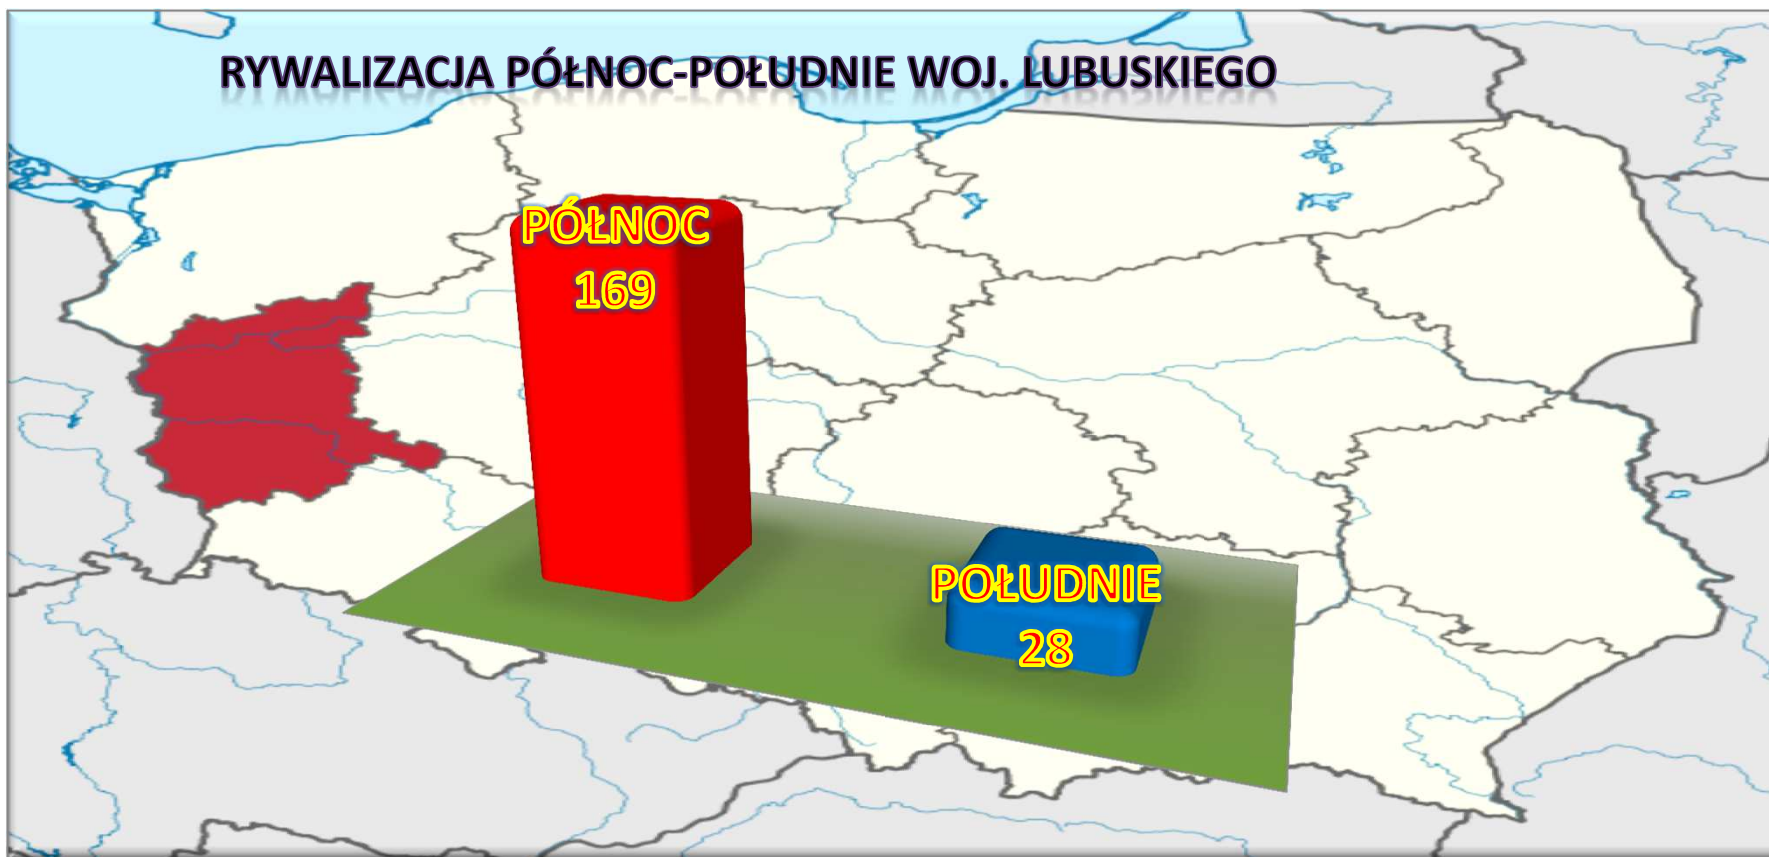 RYWALIZACJA PÓŁNOC-POŁUDNIE WOJ. LUBUSKIEGO
PÓŁNOC
169
POŁUDNIE
28